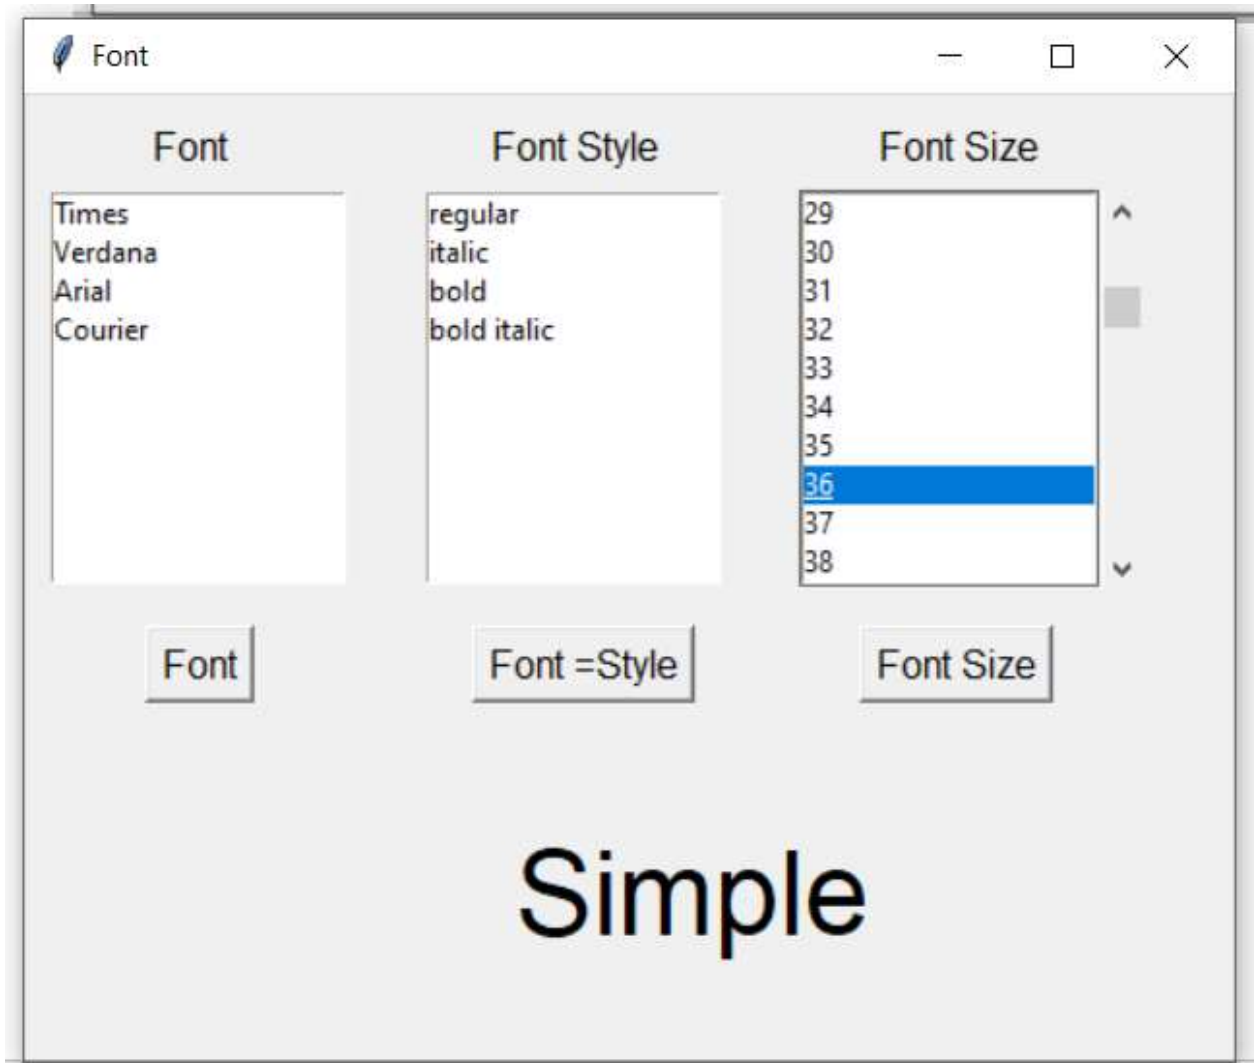 Font
Font Font Style Font Size
Times regular 29
Verdana italic 30
Arial bold 31
Courier bold italic 32
33
34
35
36
37
38
Font Font =Style Font Size
Simple